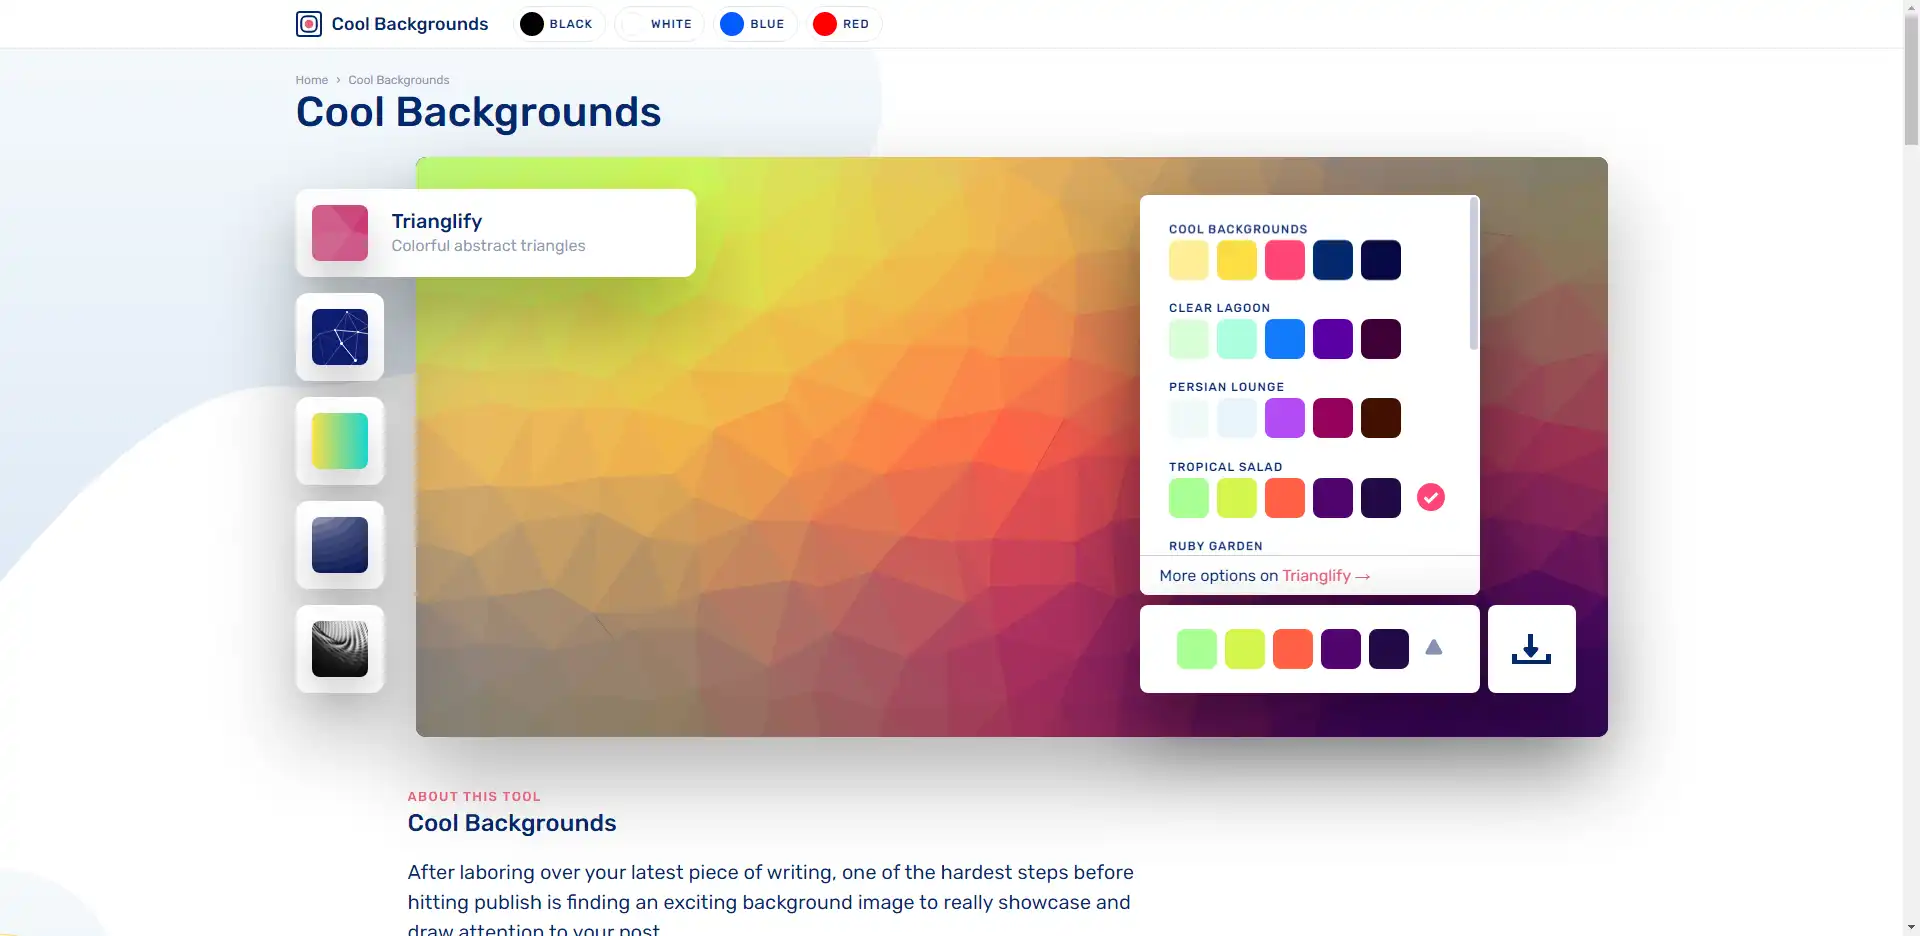 Cool Backgrounds
BLACK
WHITE
BLUE
RED
Home › Cool Backgrounds
Cool Backgrounds
Trianglify
Colorful abstract triangles
COOL BACKGROUNDS
CLEAR LAGOON
PERSIAN LOUNGE
TROPICAL SALAD
RUBY GARDEN
More options on Trianglify →
ABOUT THIS TOOL
Cool Backgrounds
After laboring over your latest piece of writing, one of the hardest steps before
hitting publish is finding an exciting background image to really showcase and
draw attention to your post.